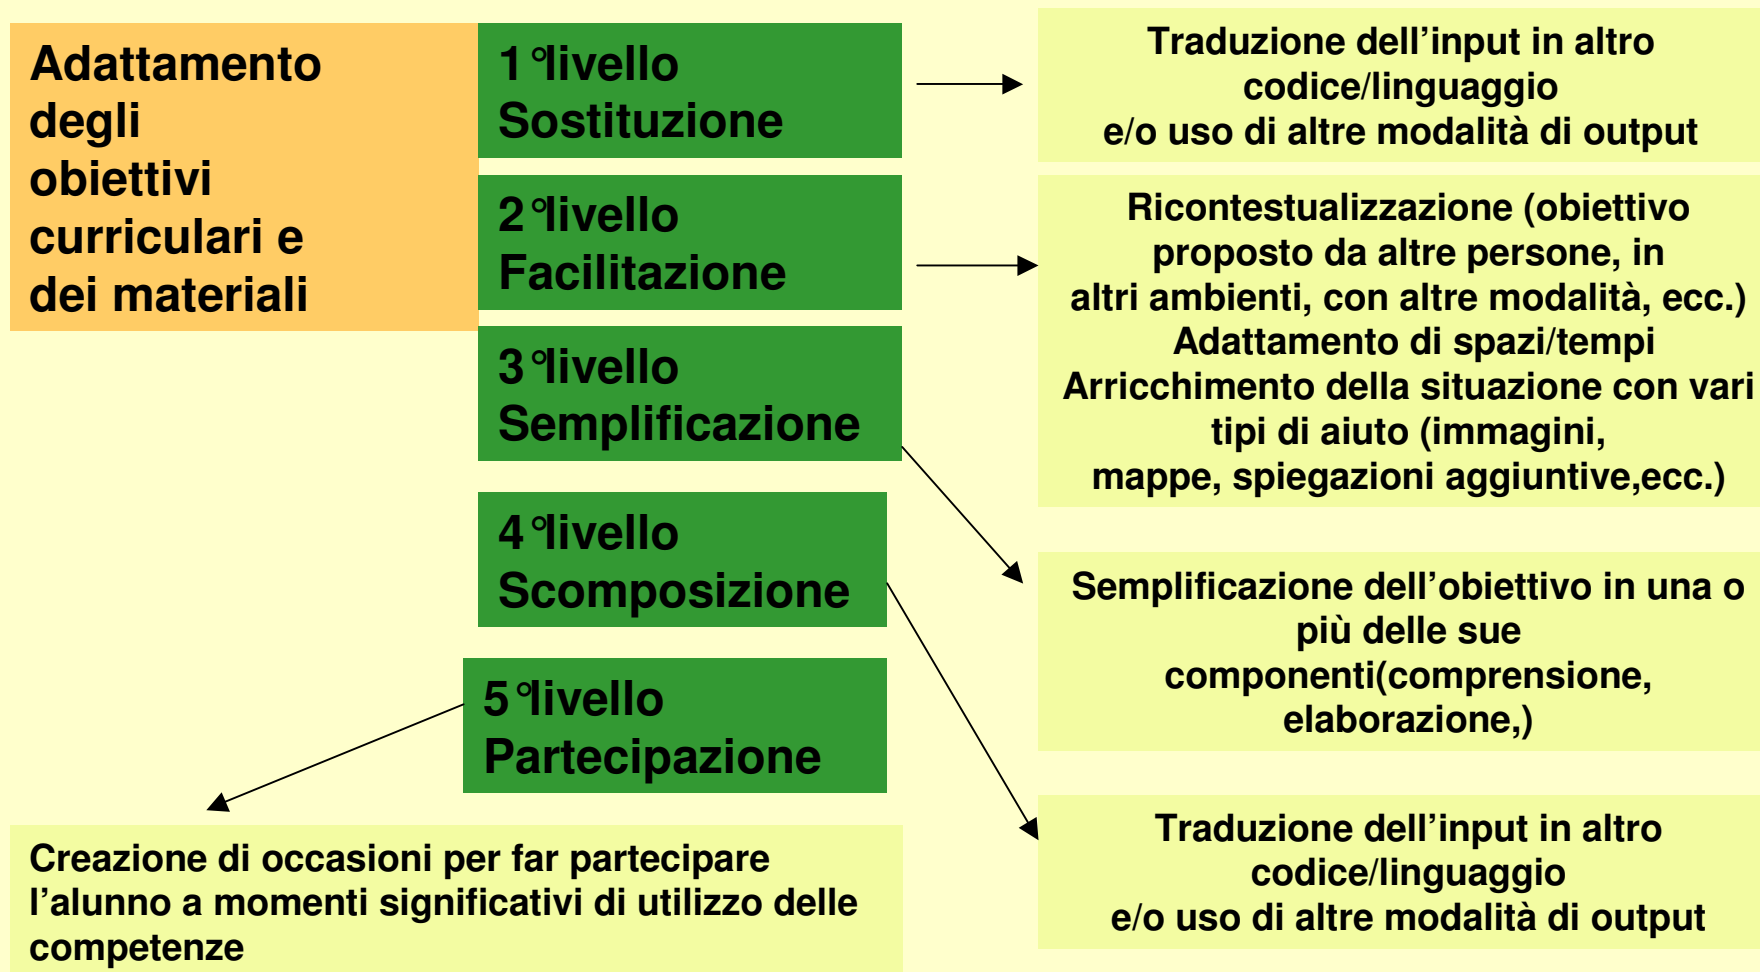 Adattamento
degli
obiettivi
curriculari e
dei materiali
1°livello
Sostituzione
Traduzione dell’input in altro
codice/linguaggio
e/o uso di altre modalità di output
2°livello
Facilitazione
Ricontestualizzazione (obiettivo
proposto da altre persone, in
altri ambienti, con altre modalità, ecc.)
Adattamento di spazi/tempi
Arricchimento della situazione con vari
tipi di aiuto (immagini,
mappe, spiegazioni aggiuntive,ecc.)
3°livello
Semplificazione
Semplificazione dell’obiettivo in una o
più delle sue
componenti(comprensione,
elaborazione,)
4°livello
Scomposizione
Traduzione dell’input in altro
codice/linguaggio
e/o uso di altre modalità di output
5°livello
Partecipazione
Creazione di occasioni per far partecipare
l’alunno a momenti significativi di utilizzo delle
competenze